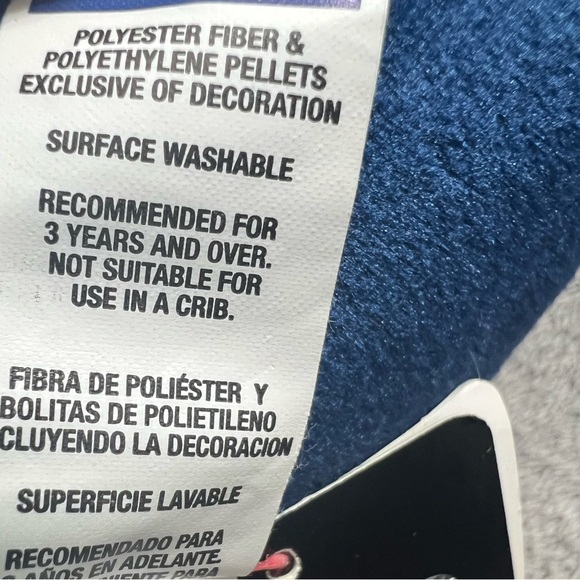 POLYESTER FIBER &
POLYETHYLENE PELLETS
EXCLUSIVE OF DECORATION
SURFACE WASHABLE
RECOMMENDED FOR
3 YEARS AND OVER.
NOT SUITABLE FOR
USE IN A CRIB.
FIBRA DE POLIÉSTER Y
BOLITAS DE POLIETILENO
CLUYENDO LA DECORACION
SUPERFICIE LAVABLE
RECOMENDADO PARA
AÑOS EN ADELANTE.
PARA